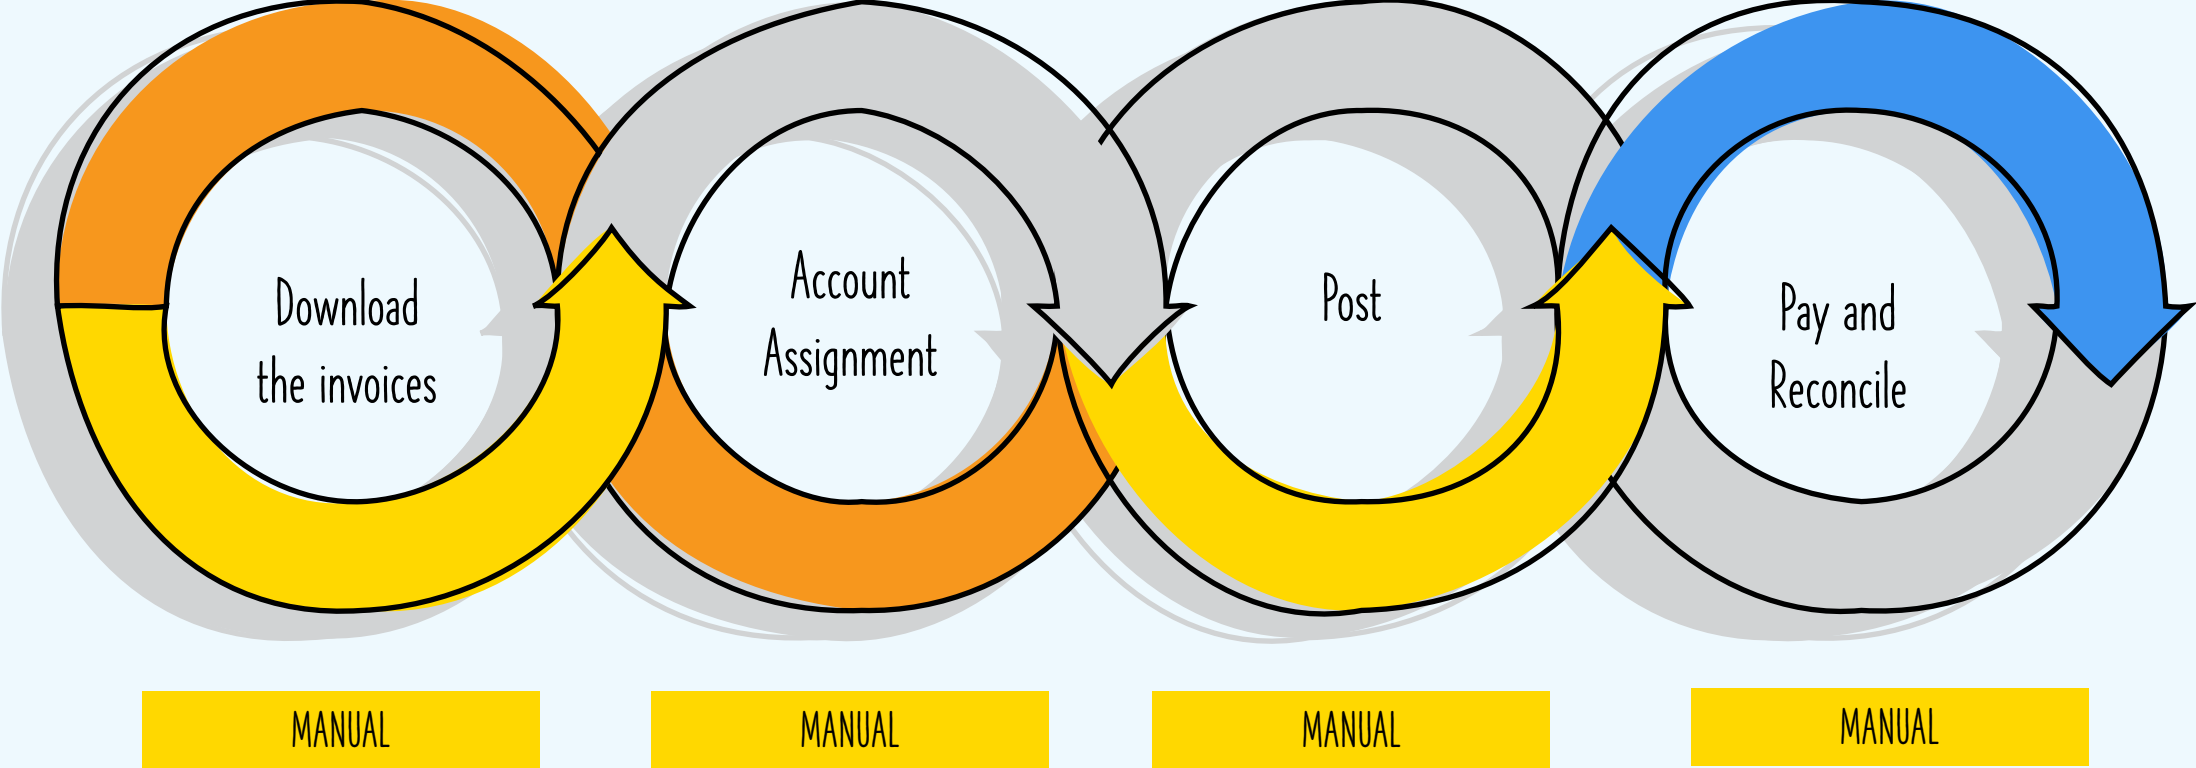 Download
the invoices
Account
Assignment
Post
Pay and
Reconcile
MANUAL
MANUAL
MANUAL
MANUAL